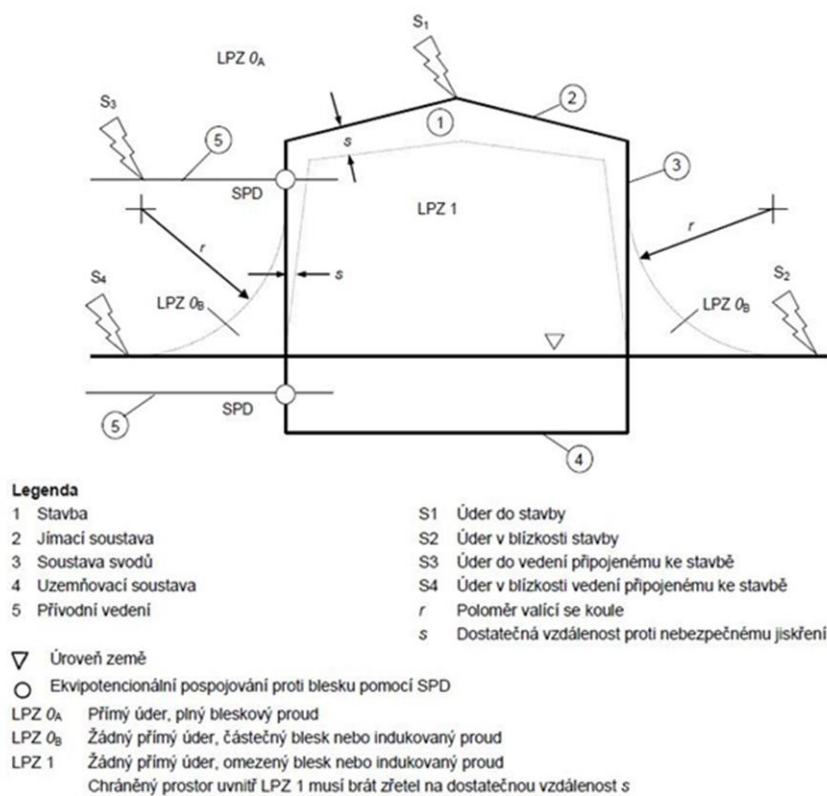 S1
LPZ 0A
2
S3
1
5
s
3
SPD
LPZ 1
r
r
S4
s
S2
LPZ 0B
LPZ 0B
SPD
5
4
Legenda
1 Stavba
2 Jímací soustava
3 Soustava svodů
4 Uzemňovací soustava
5 Přívodní vedení
S1 Úder do stavby
S2 Úder v blízkosti stavby
S3 Úder do vedení připojenému ke stavbě
S4 Úder v blízkosti vedení připojenému ke stavbě
r Poloměr valící se koule
s Dostatečná vzdálenost proti nebezpečnému jiskření
Úroveň země
Ekvipotencionální pospojování proti blesku pomocí SPD
LPZ 0A Přímý úder, plný bleskový proud
LPZ 0B Žádný přímý úder, částečný blesk nebo indukovaný proud
LPZ 1 Žádný přímý úder, omezený blesk nebo indukovaný proud
Chráněný prostor uvnitř LPZ 1 musí brát zřetel na dostatečnou vzdálenost s